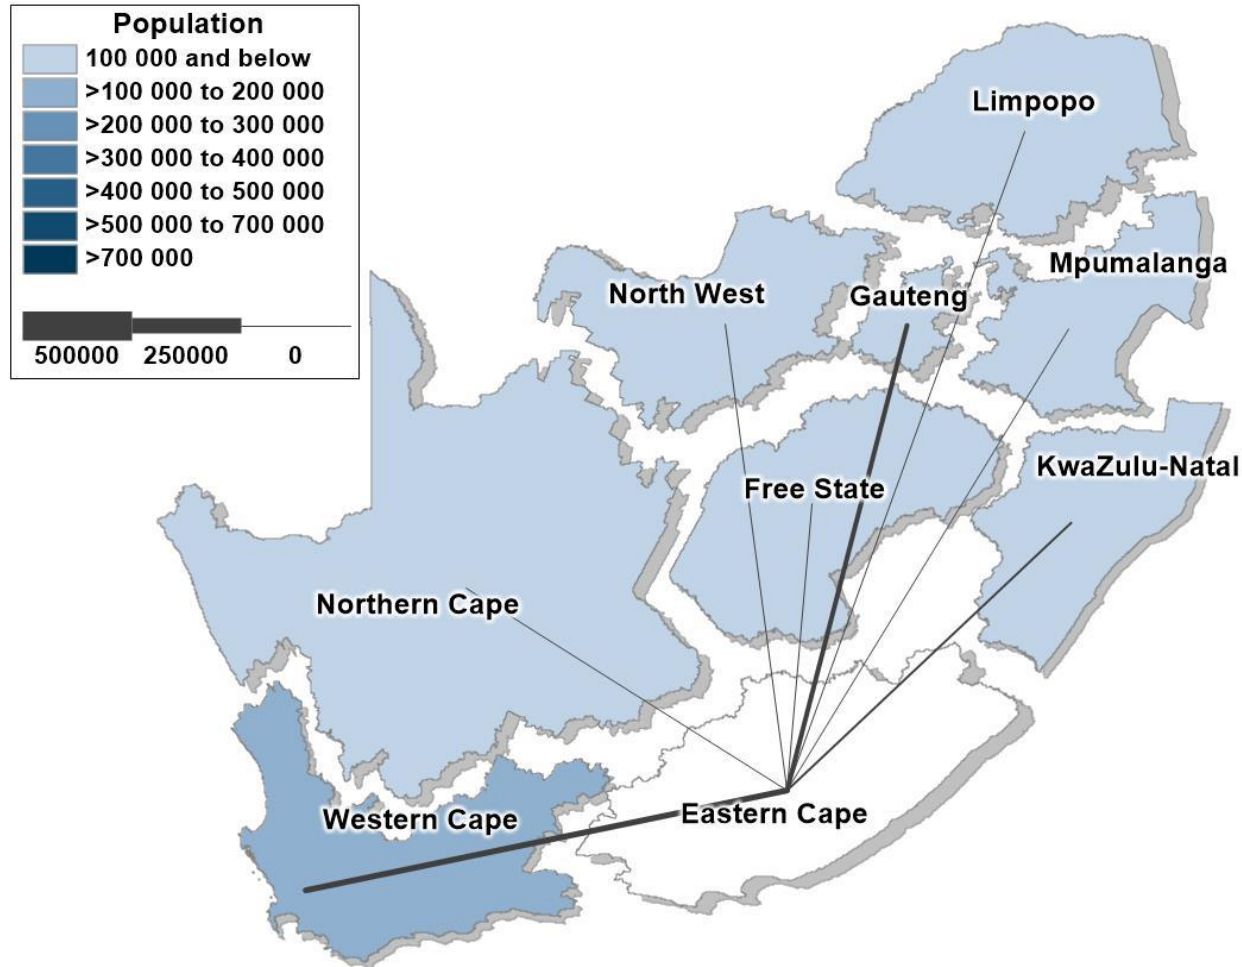 Population
100 000 and below
>100 000 to 200 000
>200 000 to 300 000
>300 000 to 400 000
>400 000 to 500 000
>500 000 to 700 000
>700 000
500000 250000 0
Limpopo
Mpumalanga
North West
Gauteng
KwaZulu-Natal
Free State
Northern Cape
Western Cape
Eastern Cape